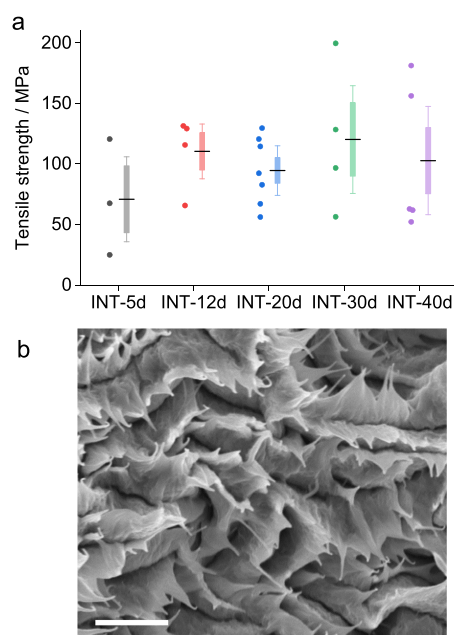 a
Tensile strength / MPa
200
150
100
50
0
INT-5d INT-12d INT-20d INT-30d INT-40d
b